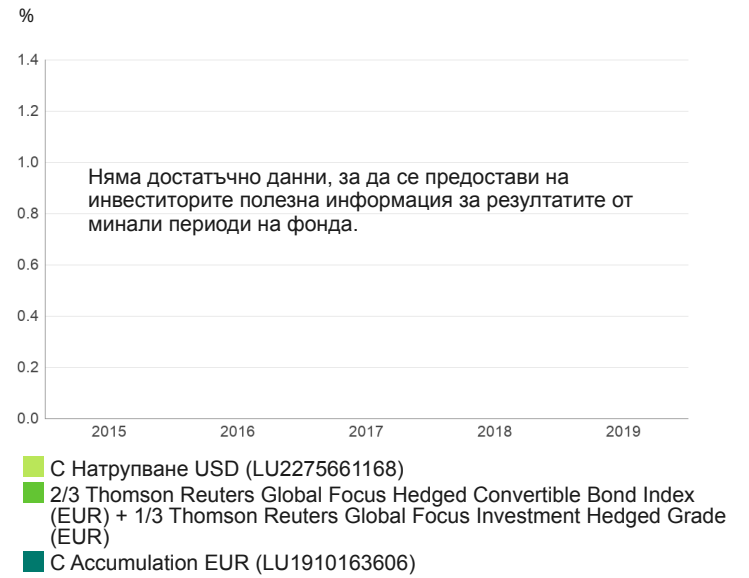 %
1.4
1.2
1.0
Няма достатъчно данни, за да се предостави на
инвеститорите полезна информация за резултатите от
минали периоди на фонда.
0.8
0.6
0.4
0.2
0.0
2015 2016 2017 2018 2019
С Натрупване USD (LU2275661168)
2/3 Thomson Reuters Global Focus Hedged Convertible Bond Index
(EUR) + 1/3 Thomson Reuters Global Focus Investment Hedged Grade
(EUR)
C Accumulation EUR (LU1910163606)